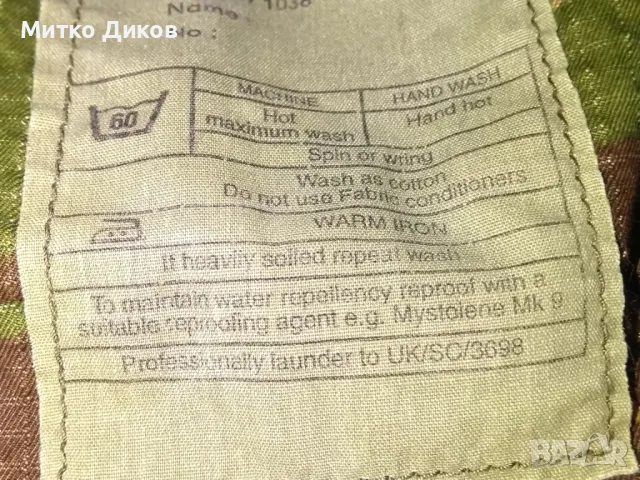 Митко Диков
Name: 1038
No:
MACHINE HAND WASH
60 Hot Hand hot
maximum wash
Spin or wring
Wash as cotton
Do not use Fabric conditioners
WARM IRON
If heavily soiled repeat wash
To maintain water repellency reproof with a
suitable reproofing agent e.g. Mystolene Mk 9
Professionally launder to UK/SC/3698
BAZAR